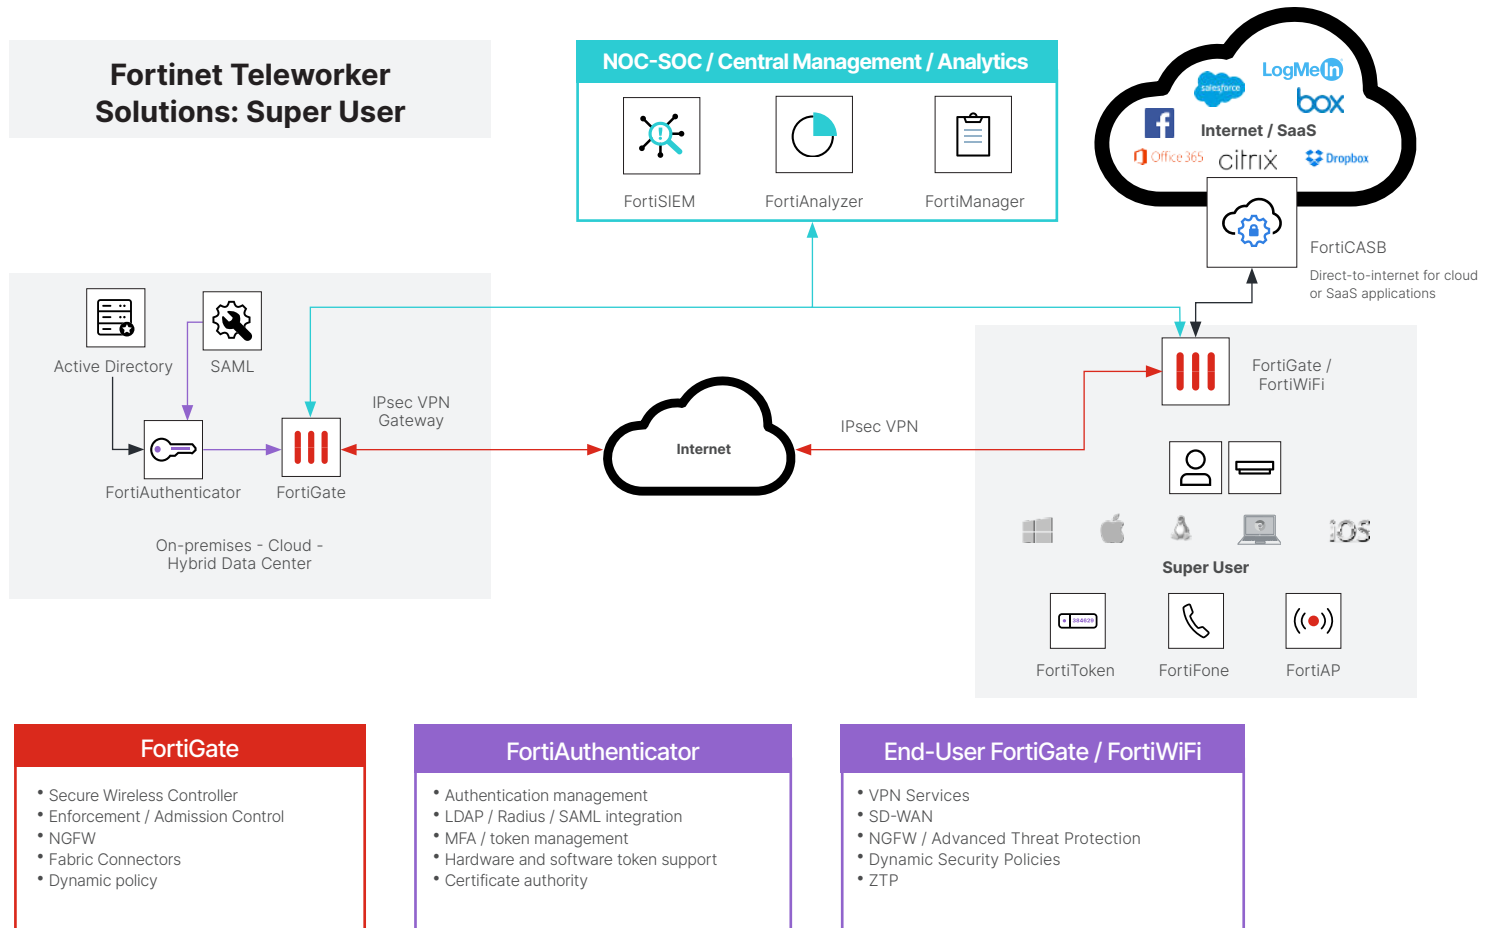 Fortinet Teleworker
Solutions: Super User
NOC-SOC / Central Management / Analytics
FortiSIEM
FortiAnalyzer
FortiManager
LogMeIn
salesforce
box
Internet / SaaS
Office 365
citrix
Dropbox
FortiCASB
Direct-to-internet for cloud
or SaaS applications
Active Directory
SAML
IPsec VPN
Gateway
FortiAuthenticator
FortiGate
On-premises - Cloud -
Hybrid Data Center
Internet
IPsec VPN
FortiGate /
FortiWiFi
iOS
Super User
384629
FortiToken
FortiFone
FortiAP
FortiGate
• Secure Wireless Controller
• Enforcement / Admission Control
• NGFW
• Fabric Connectors
• Dynamic policy
FortiAuthenticator
• Authentication management
• LDAP / Radius / SAML integration
• MFA / token management
• Hardware and software token support
• Certificate authority
End-User FortiGate / FortiWiFi
• VPN Services
• SD-WAN
• NGFW / Advanced Threat Protection
• Dynamic Security Policies
• ZTP